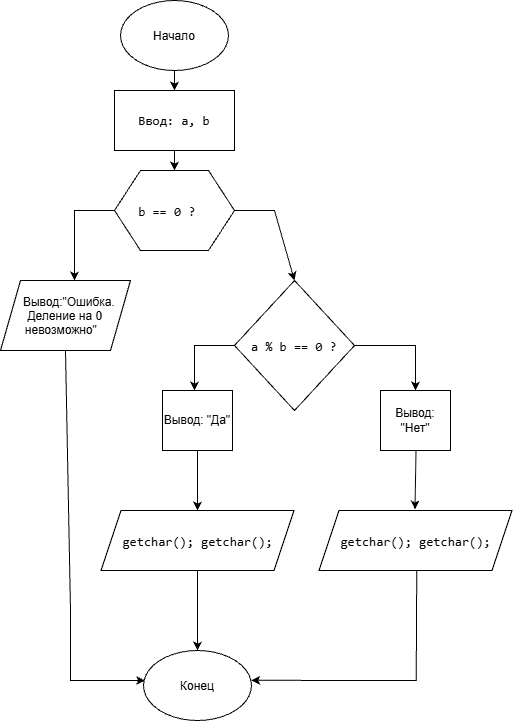 Начало
Ввод: a, b
b == 0 ?
Вывод:"Ошибка.
Деление на 0
невозможно"
a % b == 0 ?
Вывод: "Да"
Вывод:
"Нет"
getchar(); getchar();
getchar(); getchar();
Конец